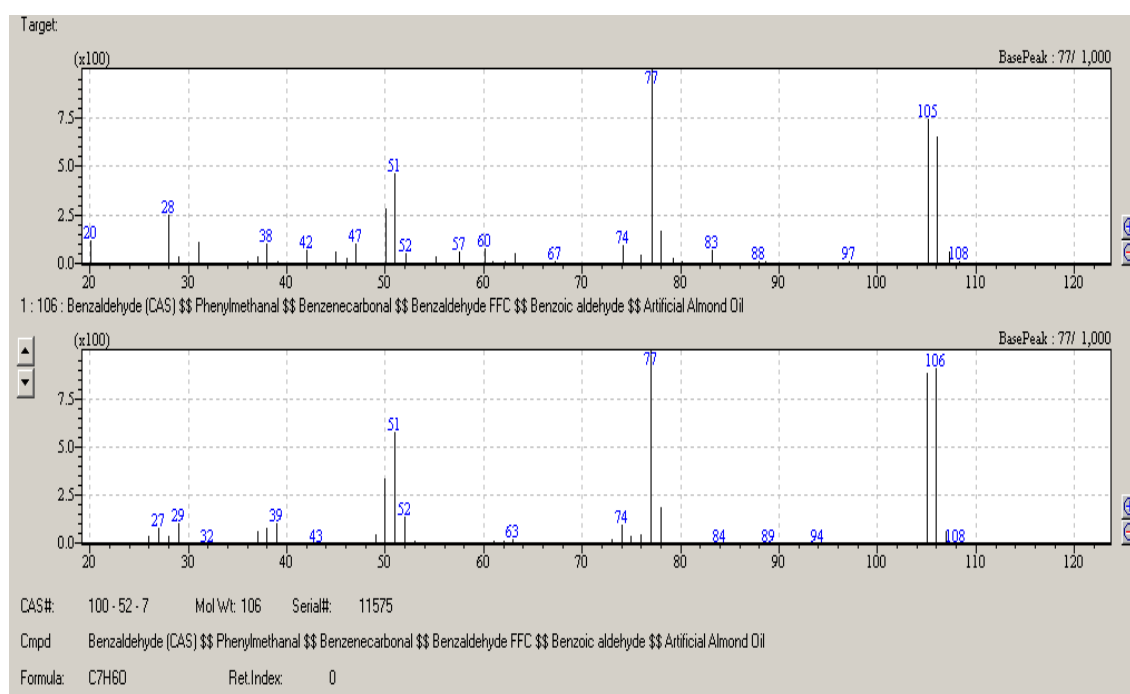 Target:
(x100) BasePeak : 77/ 1,000
77
7.5
105
5.0
51
2.5
28
20 38 42 47 52 57 60 67 74 83 88 97 108
0.0
20 30 40 50 60 70 80 90 100 110 120
1 : 106 : Benzaldehyde (CAS) $$ Phenylmethanal $$ Benzenecarbonal $$ Benzaldehyde FFC $$ Benzoic aldehyde $$ Artificial Almond Oil
(x100) BasePeak : 77/ 1,000
77 106
7.5
51
5.0
2.5
27 29 32 39 43 52 63 74 84 89 94 108
0.0
20 30 40 50 60 70 80 90 100 110 120
CAS#: 100 - 52 - 7 Mol Wt: 106 Serial#: 11575
Cmpd Benzaldehyde (CAS) $$ Phenylmethanal $$ Benzenecarbonal $$ Benzaldehyde FFC $$ Benzoic aldehyde $$ Artificial Almond Oil
Formula: C7H6O Ret.Index: 0